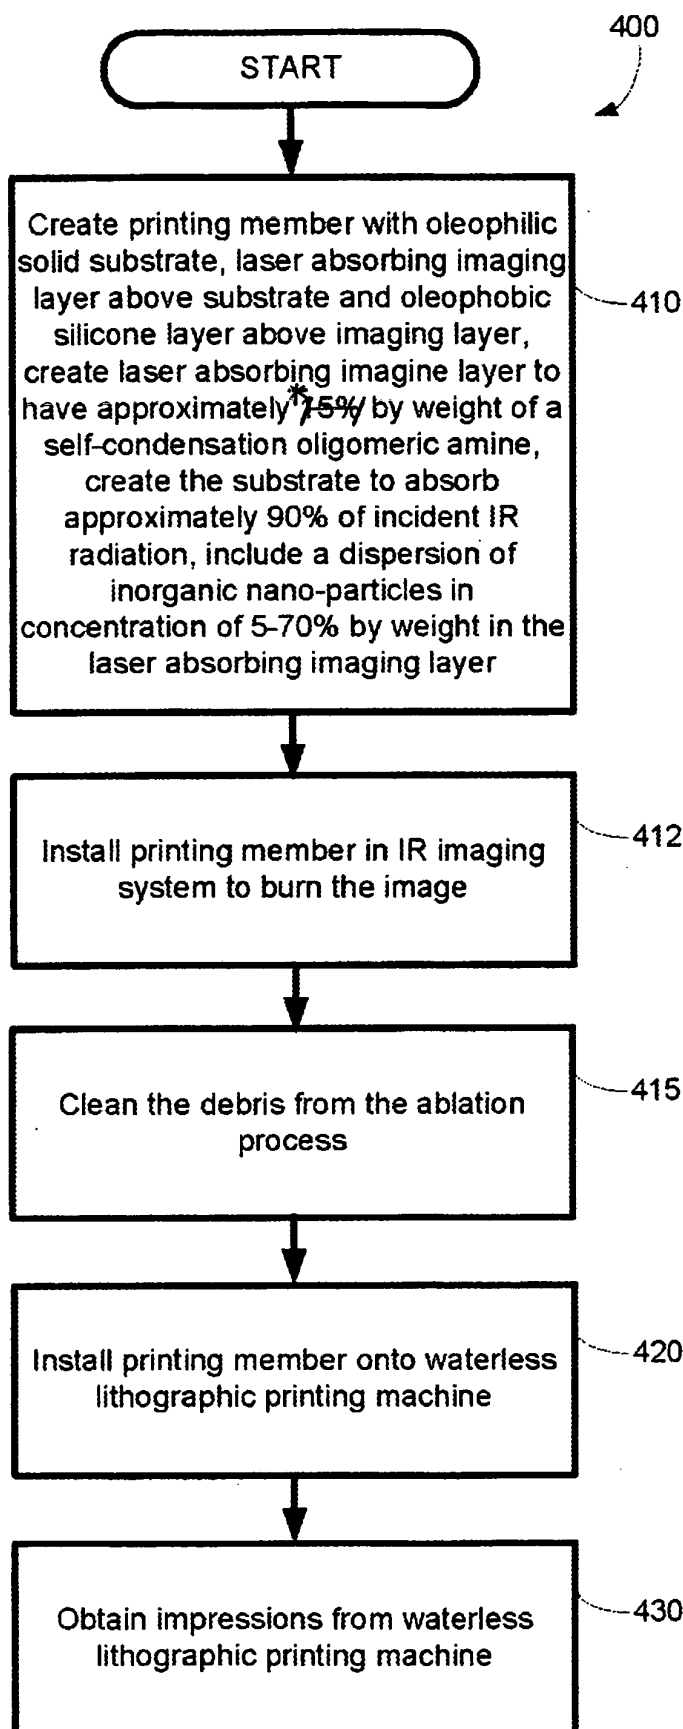 400
START
Create printing member with oleophilic
solid substrate, laser absorbing imaging
layer above substrate and oleophobic
silicone layer above imaging layer,
create laser absorbing imagine layer to
have approximately * 15% by weight of a
self-condensation oligomeric amine,
create the substrate to absorb
approximately 90% of incident IR
radiation, include a dispersion of
inorganic nano-particles in
concentration of 5-70% by weight in the
laser absorbing imaging layer
410
Install printing member in IR imaging
system to burn the image
412
Clean the debris from the ablation
process
415
Install printing member onto waterless
lithographic printing machine
420
Obtain impressions from waterless
lithographic printing machine
430